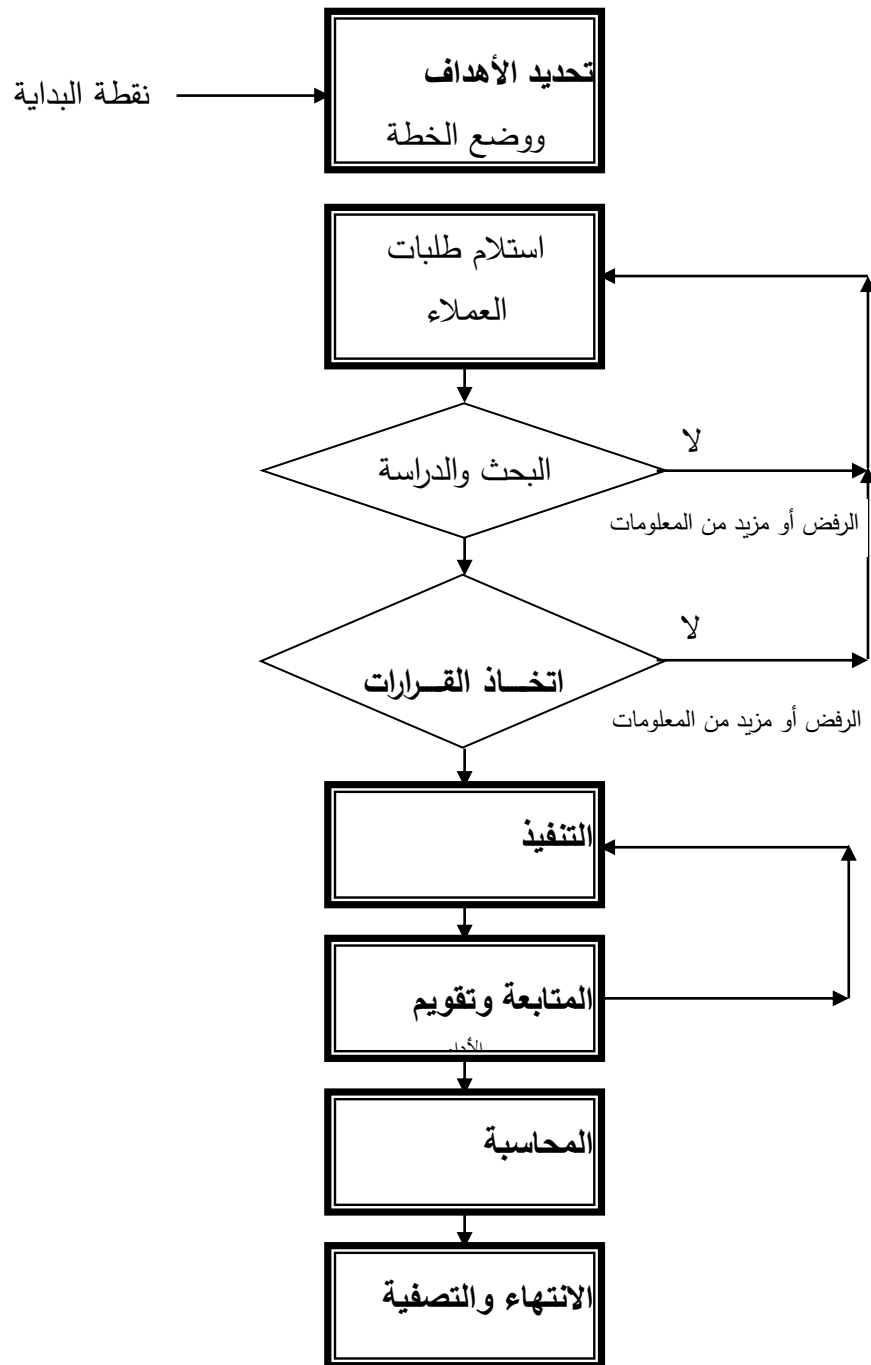 تحديد الأهداف
ووضع الخطة
نقطة البداية
استلام طلبات
العملاء
لا
البحث والدراسة
الرفض أو مزيد من المعلومات
لا
اتخـــاذ القـــرارات
الرفض أو مزيد من المعلومات
التنفيذ
المتابعة وتقويم
المحاسبة
الانتهاء والتصفية